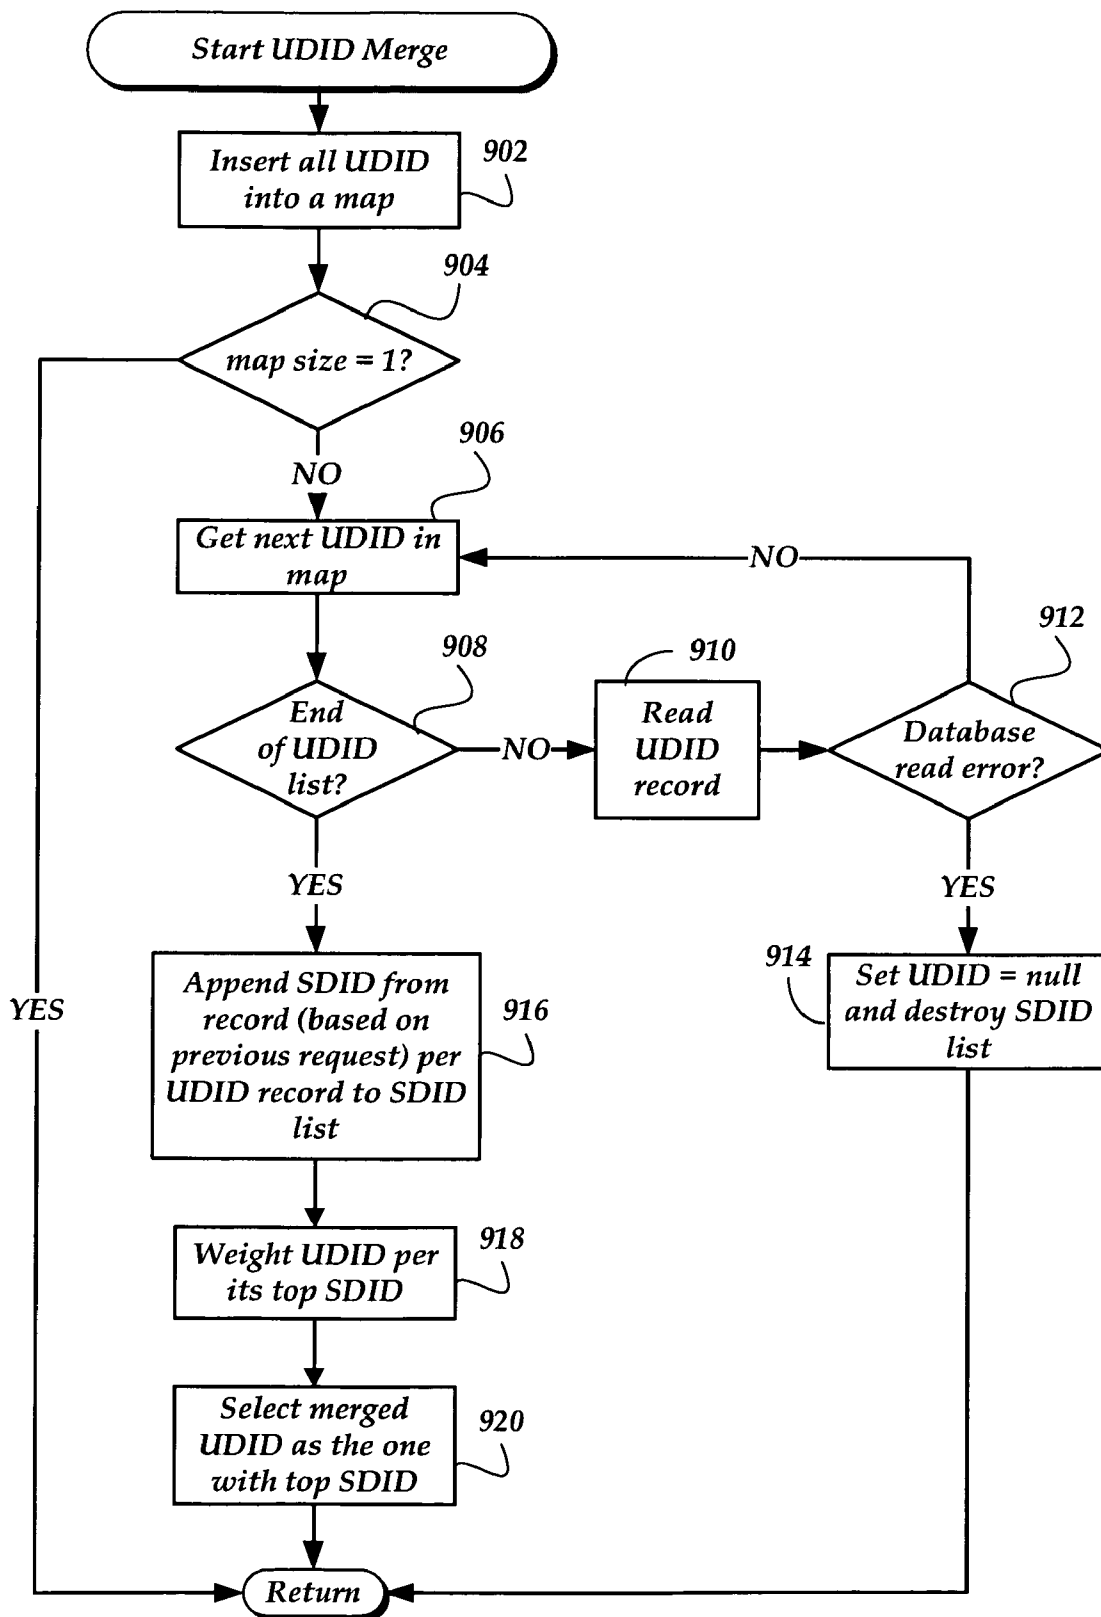 Start UDID Merge
Insert all UDID
into a map
902
904
map size = 1?
NO
906
Get next UDID in
map
NO
908
End
of UDID
list?
NO
910
Read
UDID
record
912
Database
read error?
YES
YES
YES
914
Set UDID = null
and destroy SDID
list
Append SDID from
record (based on
previous request) per
UDID record to SDID
list
916
Weight UDID per
its top SDID
918
Select merged
UDID as the one
with top SDID
920
Return